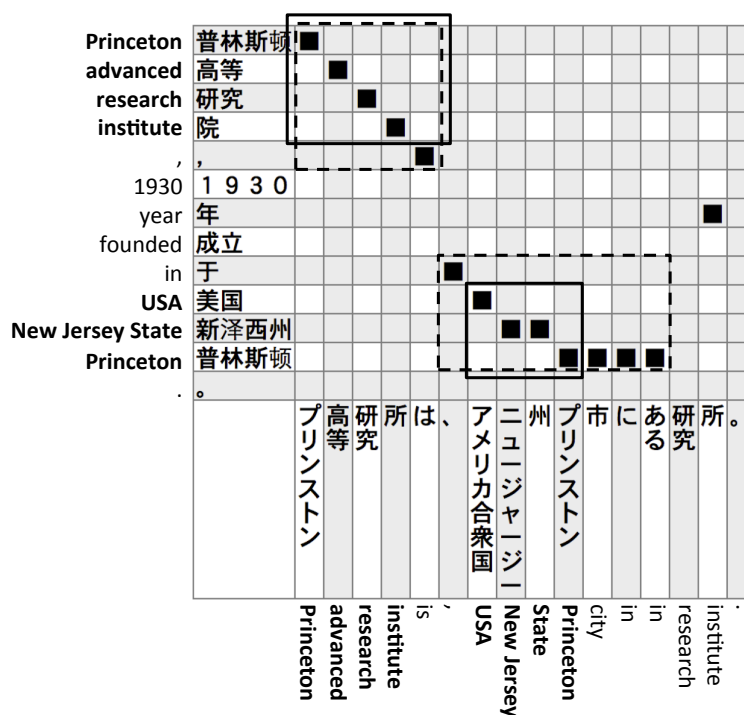 Princeton 普林斯顿
advanced 高等
research 研究
institute 院
, ，
1930 １９３０
year 年
founded 成立
in 于
USA 美国
New Jersey State 新泽西州
Princeton 普林斯顿
. 。
プリンストン
高等
研究
所
は
、
アメリカ合衆国
ニュージャージー
州
プリンストン
市
に
ある
研究
所
。
Princeton
advanced
research
institute
is
,
USA
New Jersey
State
Princeton
city
in
in
research
institute
.